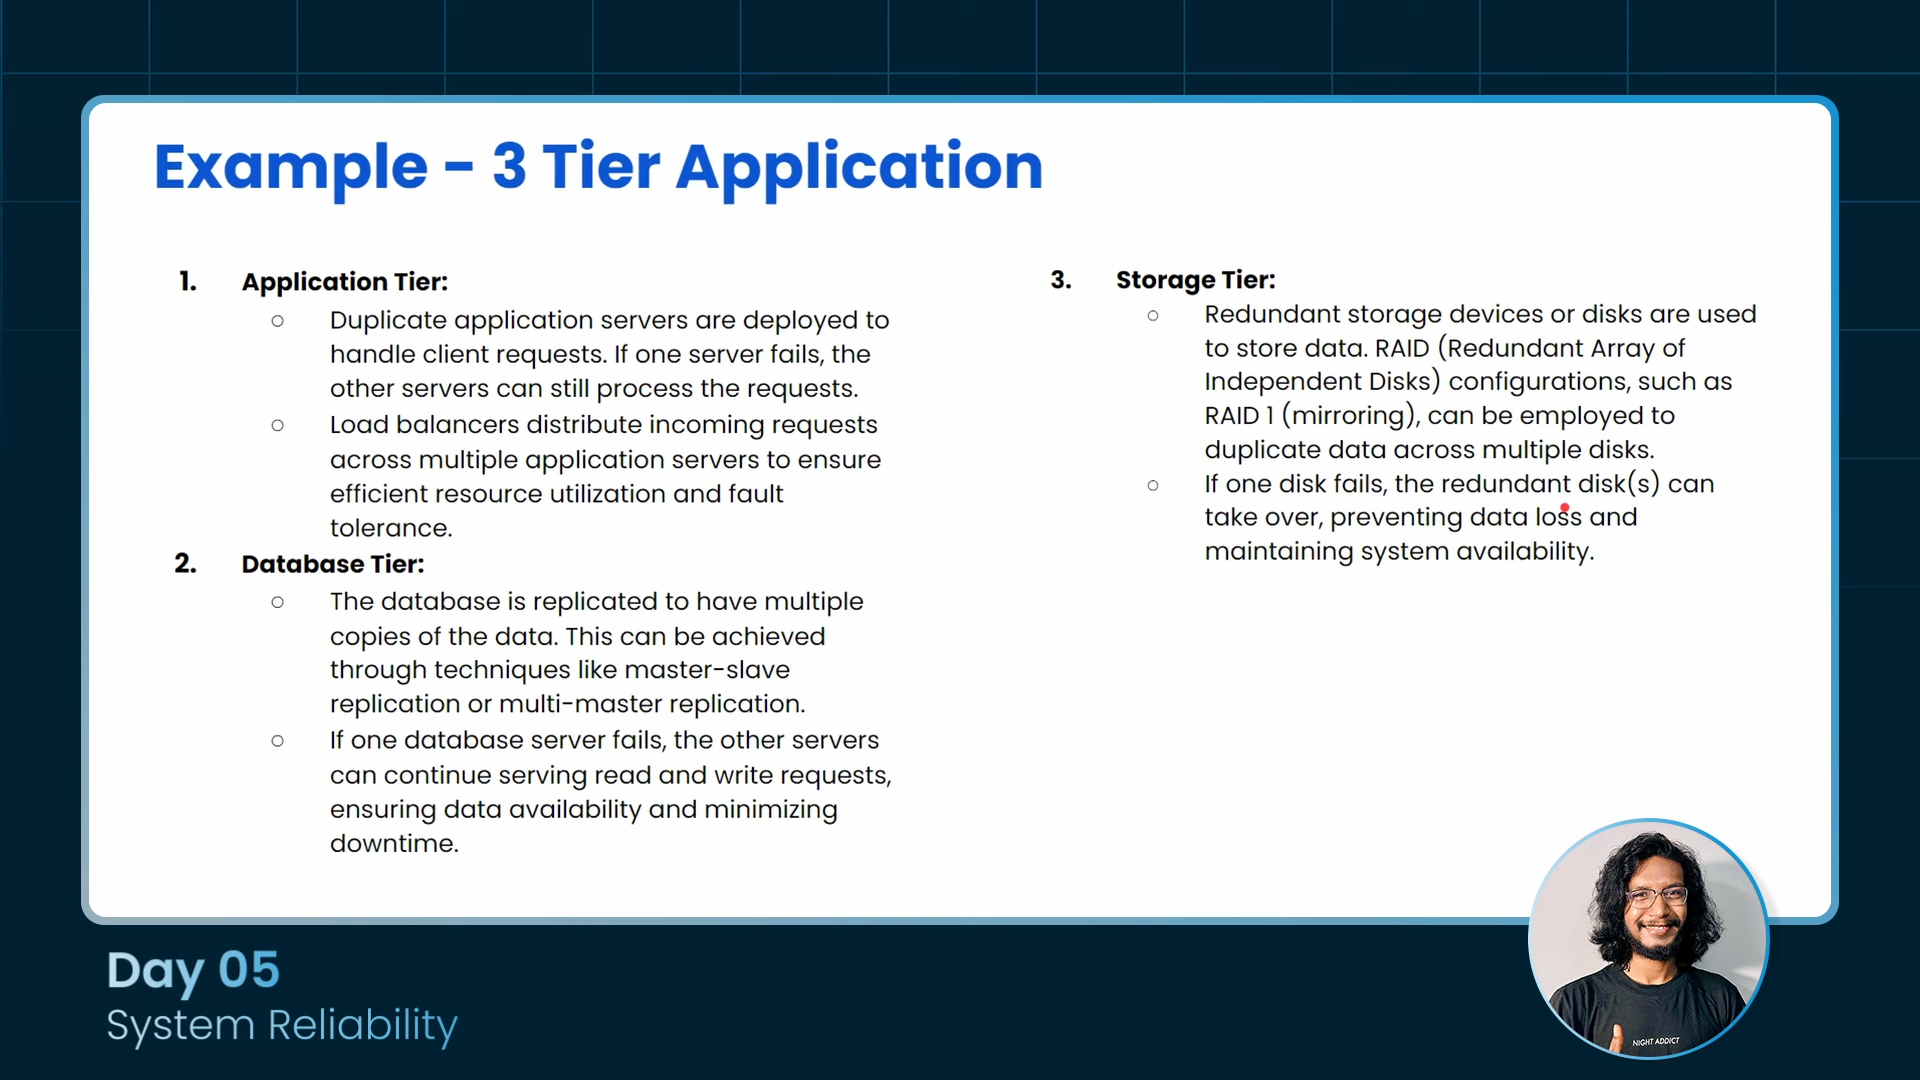 Example - 3 Tier Application
1. Application Tier:
○ Duplicate application servers are deployed to
handle client requests. If one server fails, the
other servers can still process the requests.
○ Load balancers distribute incoming requests
across multiple application servers to ensure
efficient resource utilization and fault
tolerance.
2. Database Tier:
○ The database is replicated to have multiple
copies of the data. This can be achieved
through techniques like master-slave
replication or multi-master replication.
○ If one database server fails, the other servers
can continue serving read and write requests,
ensuring data availability and minimizing
downtime.
3. Storage Tier:
○ Redundant storage devices or disks are used
to store data. RAID (Redundant Array of
Independent Disks) configurations, such as
RAID 1 (mirroring), can be employed to
duplicate data across multiple disks.
○ If one disk fails, the redundant disk(s) can
take over, preventing data loss and
maintaining system availability.
Day 05
System Reliability
NIGHT ADDICT